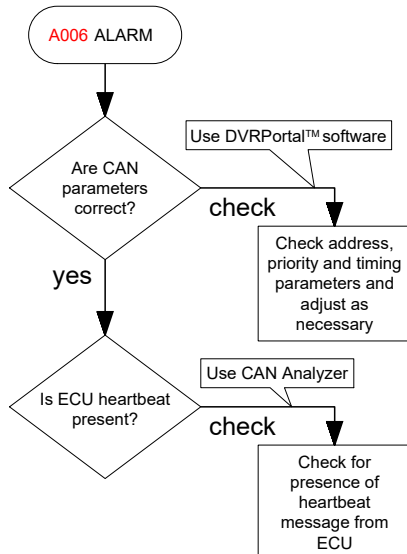 A006 ALARM
Use DVRPortal™ software
Are CAN
parameters
correct?
check
Check address,
priority and timing
parameters and
adjust as
necessary
yes
Use CAN Analyzer
Is ECU heartbeat
present?
check
Check for
presence of
heartbeat
message from
ECU